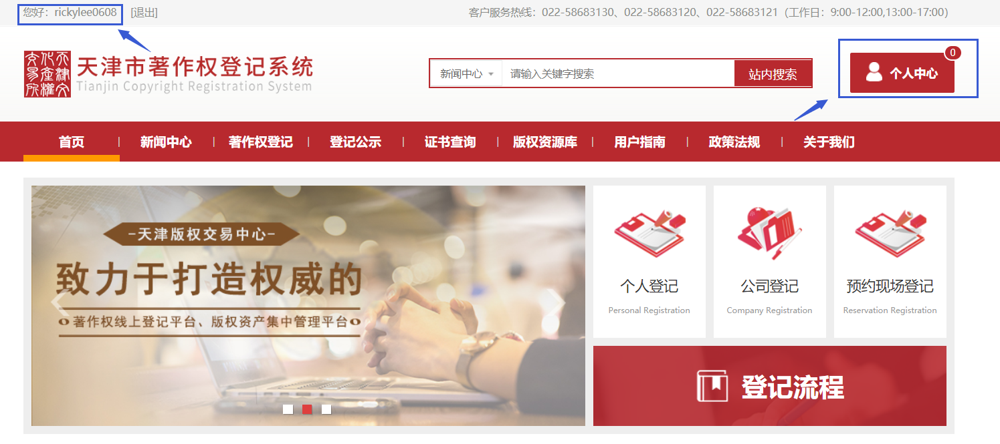 您好：rickylee0608 [退出]
客户服务热线：022-58683130、022-58683120、022-58683121（工作日：9:00-12:00,13:00-17:00）
天津市著作权登记系统
Tianjin Copyright Registration System
新闻中心 请输入关键字搜索 站内搜索
个人中心 0
首页 | 新闻中心 | 著作权登记 | 登记公示 | 证书查询 | 版权资源库 | 用户指南 | 政策法规 | 关于我们
-天津版权交易中心-
致力于打造权威的
著作权线上登记平台、版权资产集中管理平台
个人登记
Personal Registration
公司登记
Company Registration
预约现场登记
Reservation Registration
登记流程